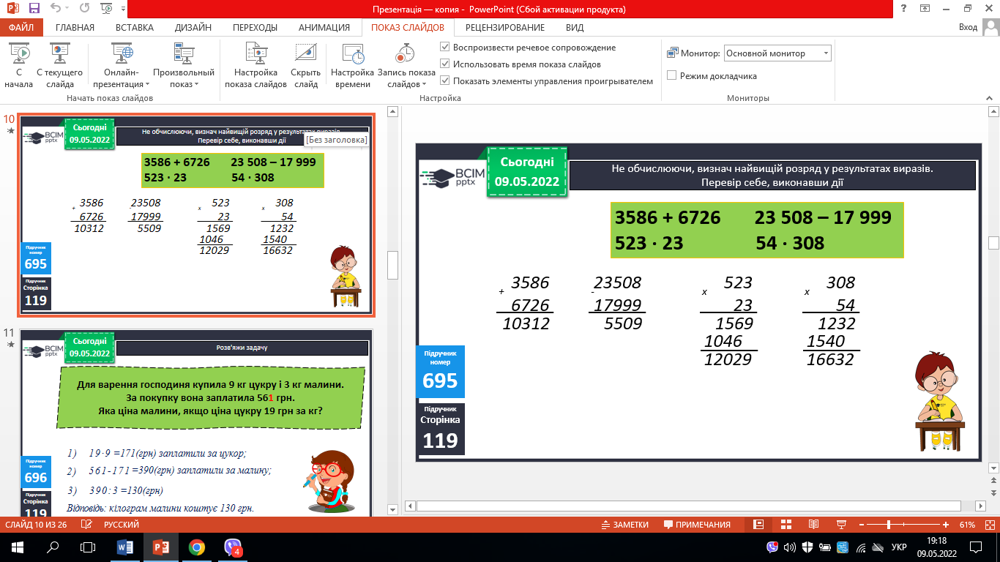 Презентація — копия - PowerPoint (Сбой активации продукта)
ФАЙЛ ГЛАВНАЯ ВСТАВКА ДИЗАЙН ПЕРЕХОДЫ АНИМАЦИЯ ПОКАЗ СЛАЙДОВ РЕЦЕНЗИРОВАНИЕ ВИД Вход
С начала
С текущего слайда
Онлайн-презентация
Произвольный показ
Начать показ слайдов
Настройка показа слайдов
Скрыть слайд
Настройка времени
Запись показа слайдов
Воспроизвести речевое сопровождение
Использовать время показа слайдов
Показать элементы управления проигрывателем
Настройка
Монитор: Основной монитор
Режим докладчика
Мониторы
10
Сьогодні
09.05.2022
BCIM
pptx
Не обчислюючи, визнач найвищий розряд у результатах виразів.
Перевір себе, виконавши дії
[Без заголовка]
3586 + 6726 23 508 – 17 999
523 · 23 54 · 308
3586 23508 523 308
+ - x x
6726 17999 23 54
10312 5509 1569 1232
1046 1540
12029 16632
Підручник
номер
695
Підручник
Сторінка
119
11
Сьогодні
09.05.2022
BCIM
pptx
Розв'яжи задачу
Для варення господиня купила 9 кг цукру і 3 кг малини.
За покупку вона заплатила 561 грн.
Яка ціна малини, якщо ціна цукру 19 грн за кг?
1) 19·9 =171(грн) заплатили за цукор;
2) 561-171 =390(грн) заплатили за малину;
3) 390:3 =130(грн)
Відповідь: кілограм малини коштує 130 грн.
Підручник
номер
696
Підручник
Сторінка
119
Сьогодні
09.05.2022
BCIM
pptx
Не обчислюючи, визнач найвищий розряд у результатах виразів.
Перевір себе, виконавши дії
3586 + 6726 23 508 – 17 999
523 · 23 54 · 308
3586 23508 523 308
+ - x x
6726 17999 23 54
10312 5509 1569 1232
1046 1540
12029 16632
Підручник
номер
695
Підручник
Сторінка
119
СЛАЙД 10 ИЗ 26 РУССКИЙ ЗАМЕТКИ ПРИМЕЧАНИЯ 61%
4
УКР
19:18
09.05.2022